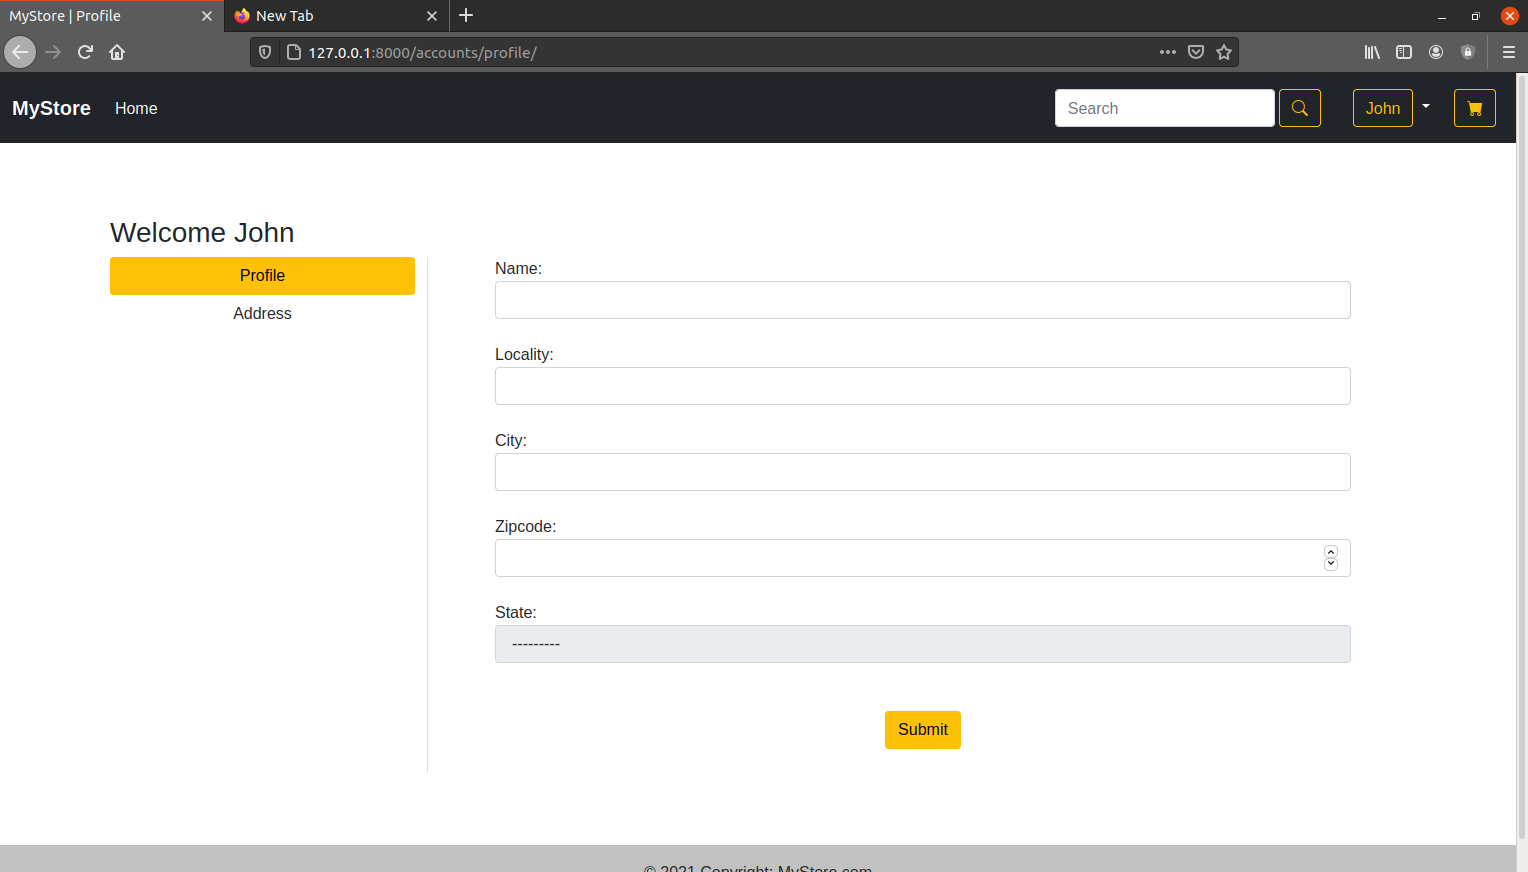 MyStore | Profile
New Tab
127.0.0.1:8000/accounts/profile/
MyStore Home Search John
Welcome John
Profile
Address
Name:
Locality:
City:
Zipcode:
State:
---------
Submit
© 2021 Copyright: MyStore.com